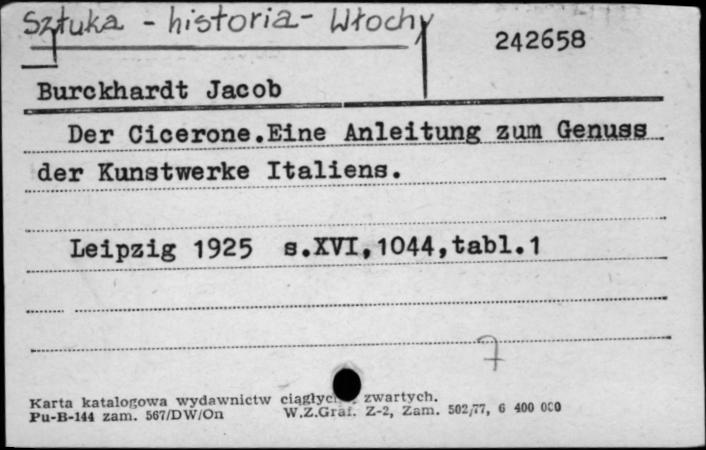 Sztuka - historia - Włochy
242658
Burckhardt Jacob
Der Cicerone.Eine Anleitung zum Genuss
der Kunstwerke Italiens.
Leipzig 1925 s.XVI,1044,tabl.1
7
Karta katalogowa wydawnictw ciągłych zwartych.
Pu-B-144 zam. 567/DW/On W.Z.Graf. Z-2, Zam. 502/77, 6 400 000